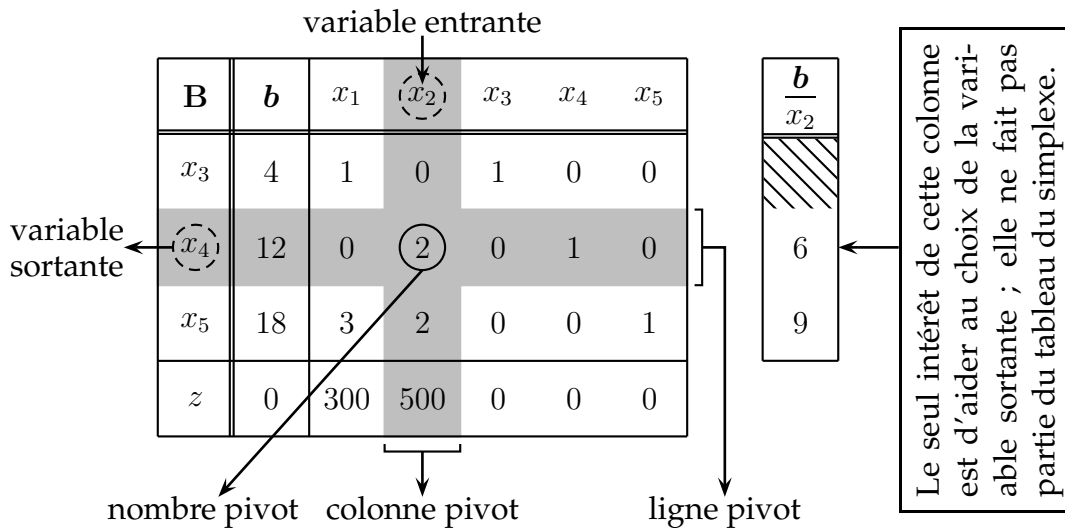 variable entrante
B b x₁ x₂ x₃ x₄ x₅
x₃ 4 1 0 1 0 0
x₄ 12 0 2 0 1 0
x₅ 18 3 2 0 0 1
z 0 300 500 0 0 0
variable
sortante
nombre pivot
colonne pivot
ligne pivot
b
x₂
6
9
Le seul intérêt de cette colonne
est d'aider au choix de la vari-
able sortante ; elle ne fait pas
partie du tableau du simplexe.